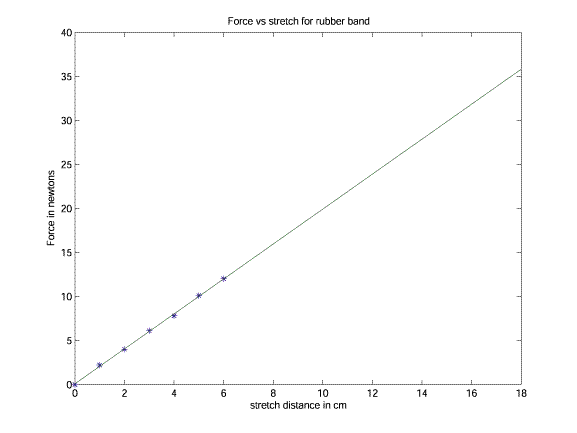 Force vs stretch for rubber band
40
35
30
25
20
15
10
5
0
Force in newtons
0 2 4 6 8 10 12 14 16 18
stretch distance in cm